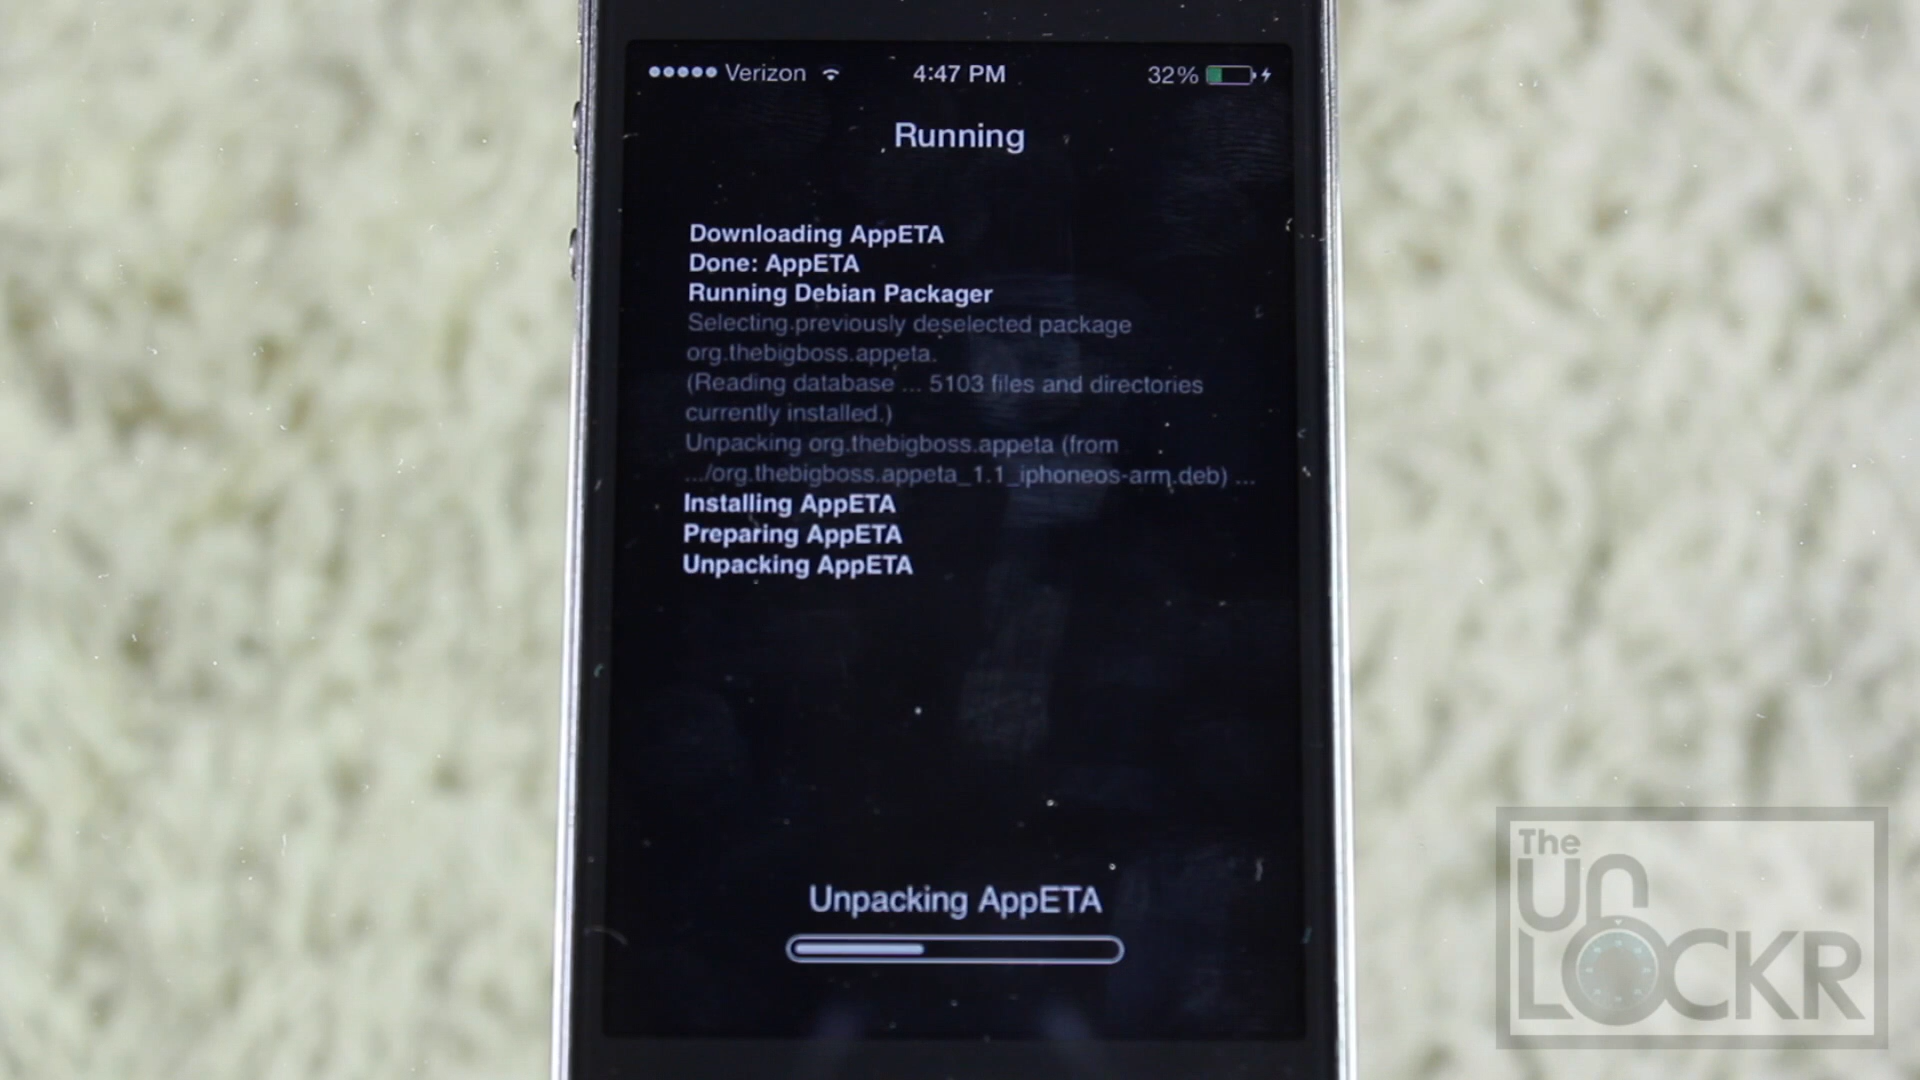 Verizon 4:47 PM 32%
Running
Downloading AppETA
Done: AppETA
Running Debian Packager
Selecting previously deselected package
org.thebigboss.appeta.
(Reading database ... 5103 files and directories
currently installed.)
Unpacking org.thebigboss.appeta (from
.../org.thebigboss.appeta_1.1_iphoneos-arm.deb) ...
Installing AppETA
Preparing AppETA
Unpacking AppETA
Unpacking AppETA
The
UN
LOCKR